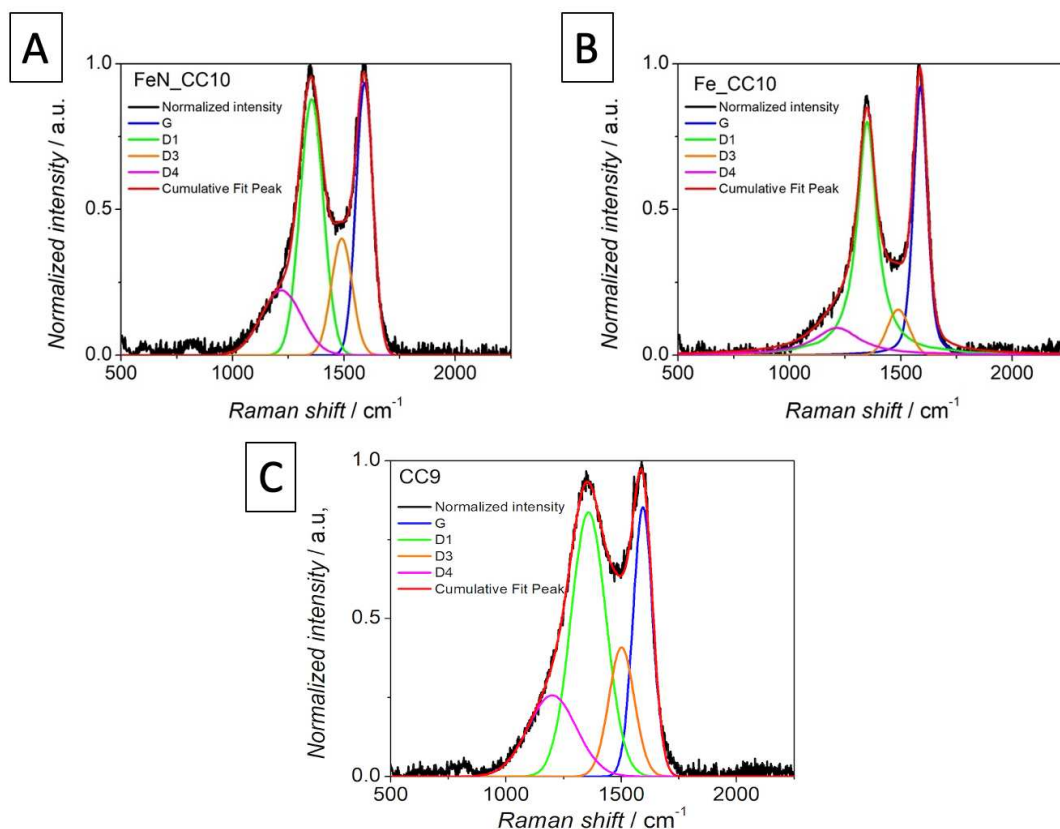 A
FeN_CC10
Normalized intensity
G
D1
D3
D4
Cumulative Fit Peak
1.0
0.5
0.0
500
1000
1500
2000
Normalized intensity / a.u.
Raman shift / cm-1
B
Fe_CC10
Normalized intensity
G
D1
D3
D4
Cumulative Fit Peak
1.0
0.5
0.0
500
1000
1500
2000
Normalized intensity / a.u.
Raman shift / cm-1
C
CC9
Normalized intensity
G
D1
D3
D4
Cumulative Fit Peak
1.0
0.5
0.0
500
1000
1500
2000
Normalized intensity / a.u,
Raman shift / cm-1